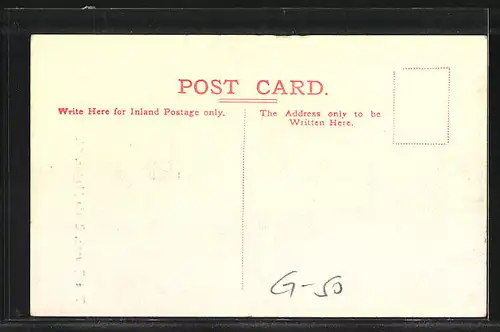 POST CARD.
Write Here for Inland Postage only.
The Address only to be
Written Here.
G-50